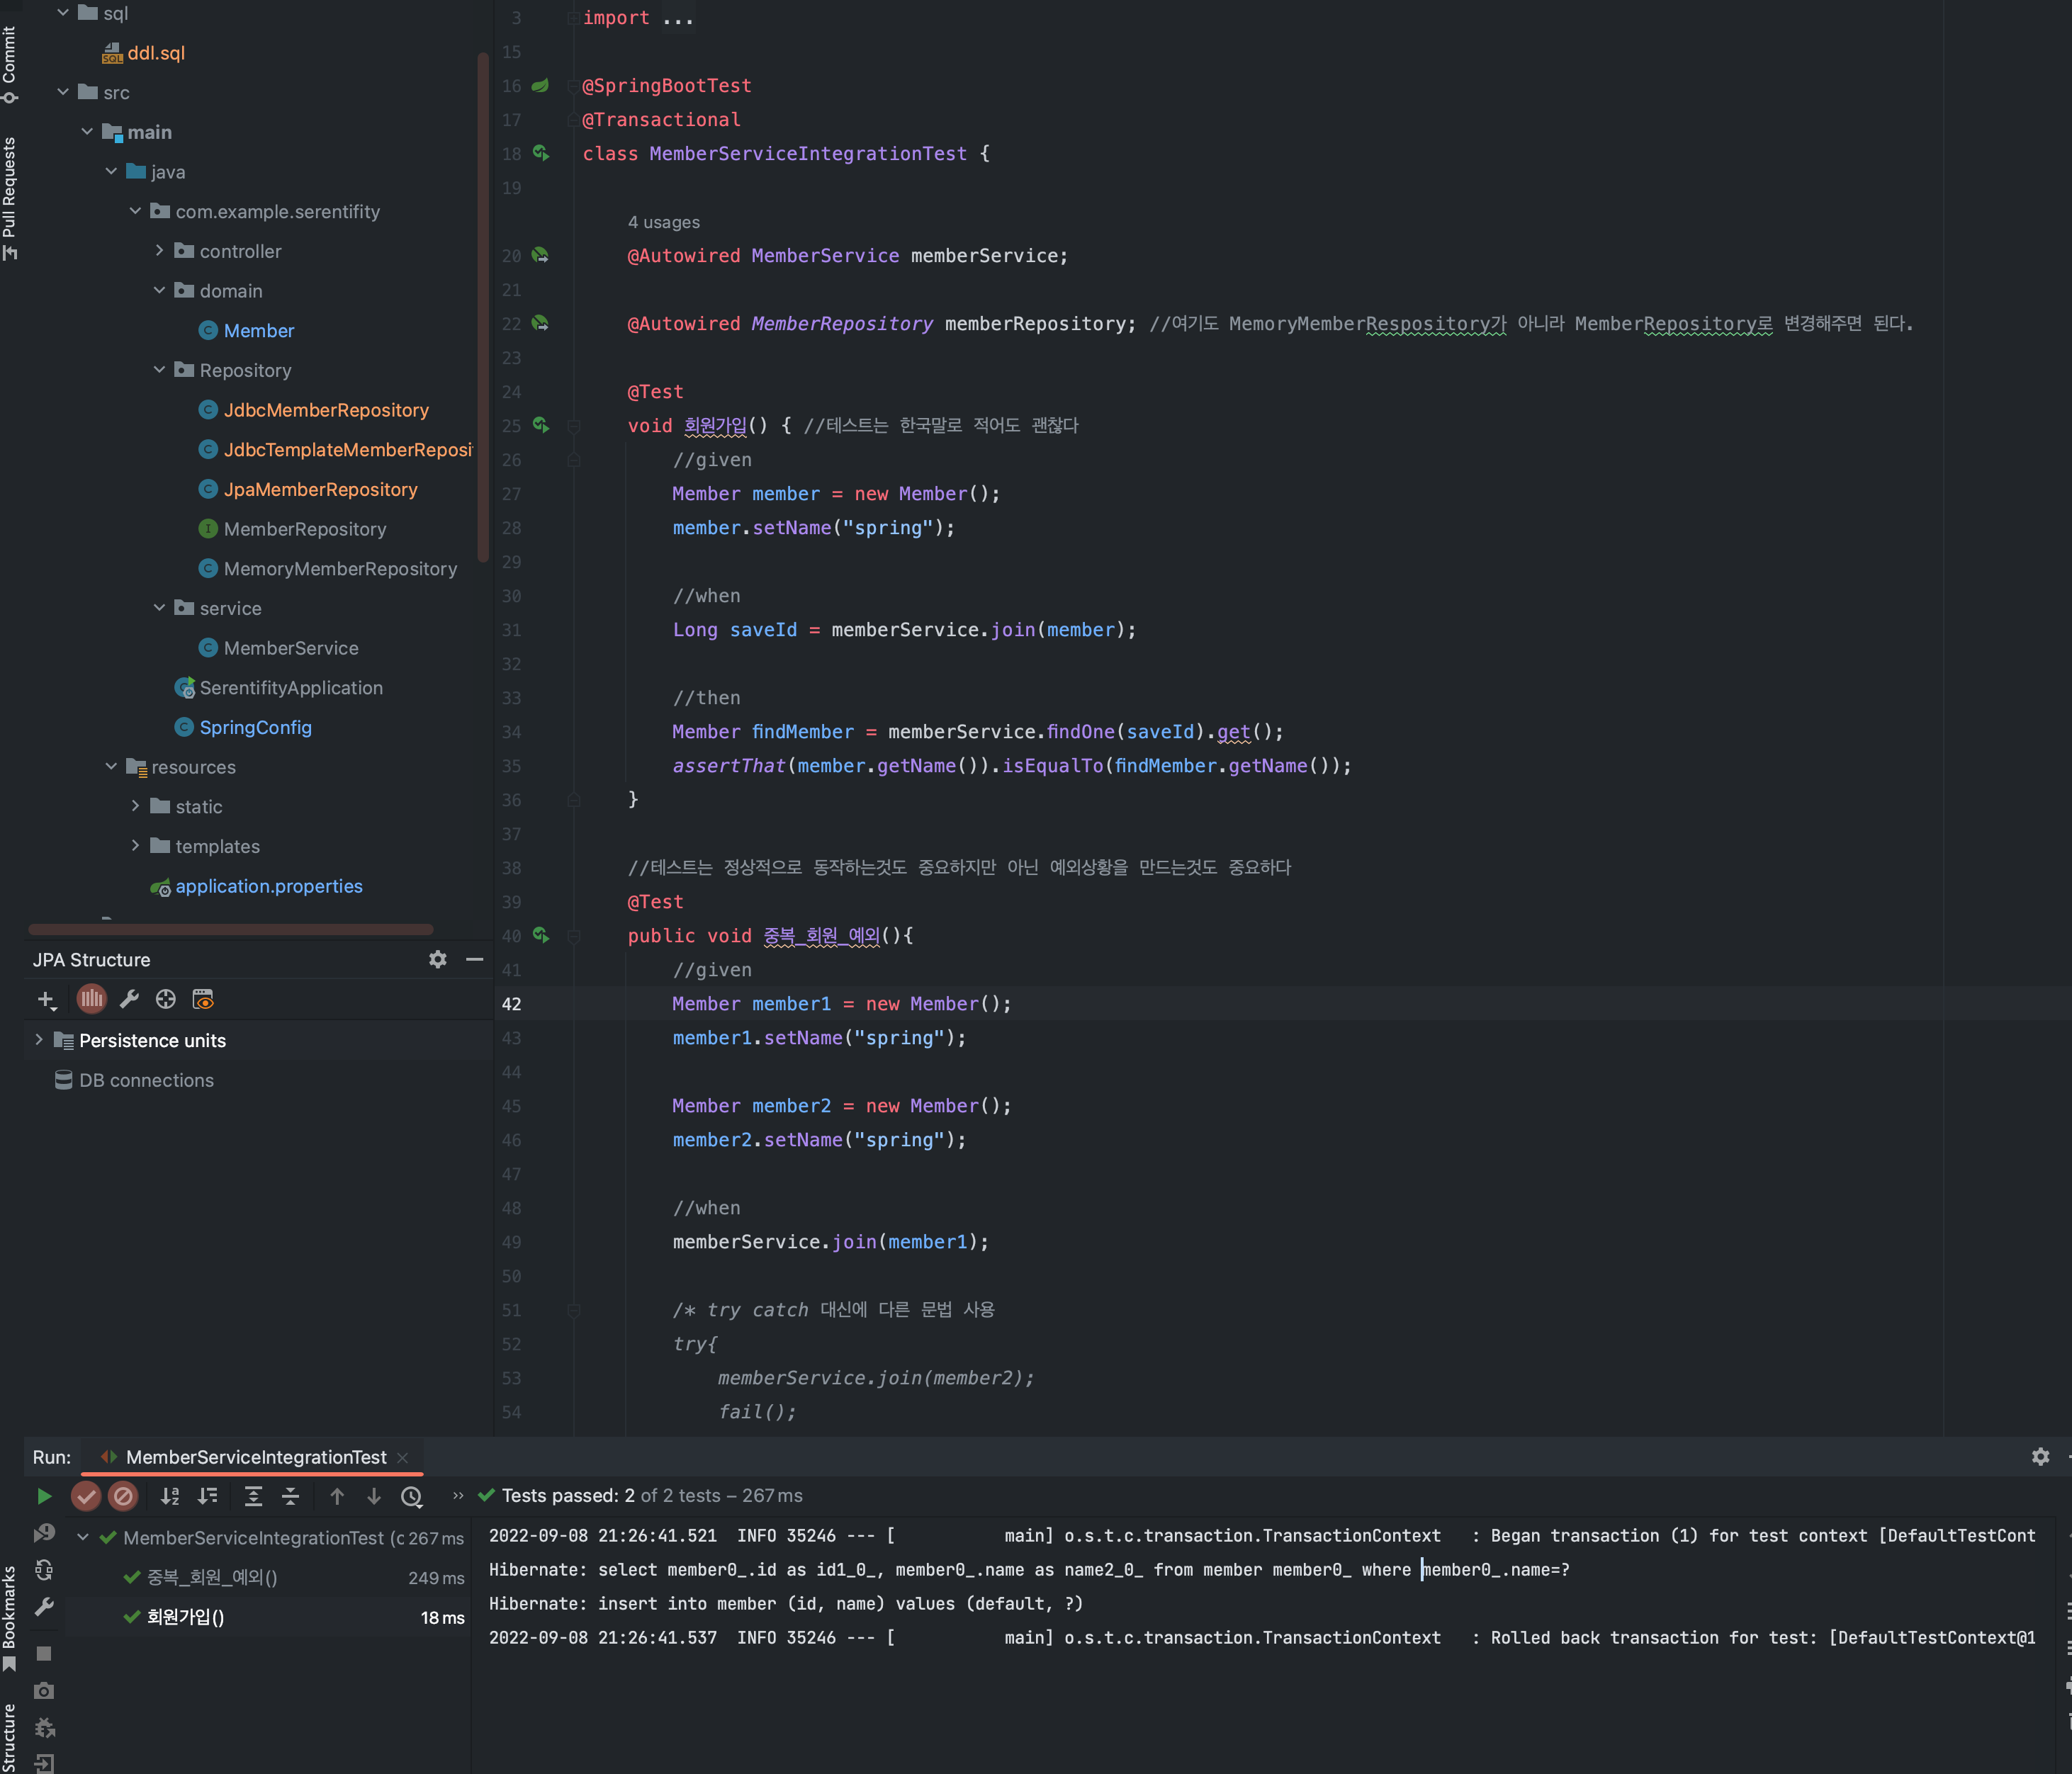 Commit
Pull Requests
sql
ddl.sql
src
main
java
com.example.serentifity
controller
domain
Member
Repository
JdbcMemberRepository
JdbcTemplateMemberReposi
JpaMemberRepository
MemberRepository
MemoryMemberRepository
service
MemberService
SerentifityApplication
SpringConfig
resources
static
templates
application.properties
JPA Structure
Persistence units
DB connections
3 import ...
15
16 @SpringBootTest
17 @Transactional
18 class MemberServiceIntegrationTest {
19
4 usages
20 @Autowired MemberService memberService;
21
22 @Autowired MemberRepository memberRepository; //여기도 MemoryMemberRespository가 아니라 MemberRepository로 변경해주면 된다.
23
24 @Test
25 void 회원가입() { //테스트는 한국말로 적어도 괜찮다
26 //given
27 Member member = new Member();
28 member.setName("spring");
29
30 //when
31 Long saveId = memberService.join(member);
32
33 //then
34 Member findMember = memberService.findOne(saveId).get();
35 assertThat(member.getName()).isEqualTo(findMember.getName());
36 }
37
38 //테스트는 정상적으로 동작하는것도 중요하지만 아닌 예외상황을 만드는것도 중요하다
39 @Test
40 public void 중복_회원_예외(){
41 //given
42 Member member1 = new Member();
43 member1.setName("spring");
44
45 Member member2 = new Member();
46 member2.setName("spring");
47
48 //when
49 memberService.join(member1);
50
51 /* try catch 대신에 다른 문법 사용
52 try{
53 memberService.join(member2);
54 fail();
Run: MemberServiceIntegrationTest
Tests passed: 2 of 2 tests – 267 ms
MemberServiceIntegrationTest (c 267 ms
중복_회원_예외() 249 ms
회원가입() 18 ms
2022-09-08 21:26:41.521  INFO 35246 --- [           main] o.s.t.c.transaction.TransactionContext   : Began transaction (1) for test context [DefaultTestCont
Hibernate: select member0_.id as id1_0_, member0_.name as name2_0_ from member member0_ where member0_.name=?
Hibernate: insert into member (id, name) values (default, ?)
2022-09-08 21:26:41.537  INFO 35246 --- [           main] o.s.t.c.transaction.TransactionContext   : Rolled back transaction for test: [DefaultTestContext@1
Bookmarks
Structure